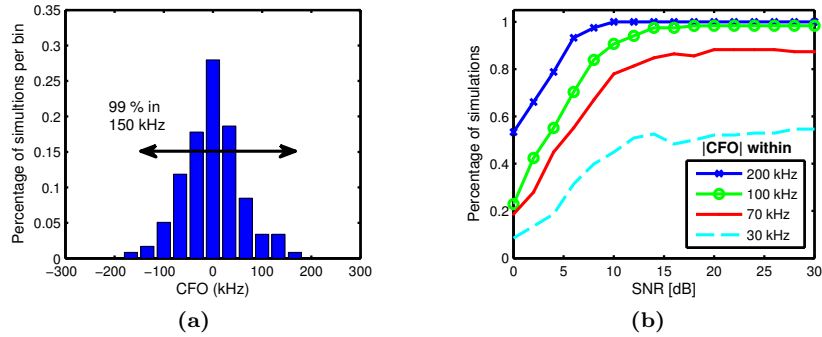 0.35
0.3
0.25
0.2
0.15
0.1
0.05
0
Percentage of simultions per bin
99 % in
150 kHz
−300 −200 −100 0 100 200 300
CFO (kHz)
(a)
1
0.8
0.6
0.4
0.2
0
Percentage of simulations
|CFO| within
200 kHz
100 kHz
70 kHz
30 kHz
0 5 10 15 20 25 30
SNR [dB]
(b)